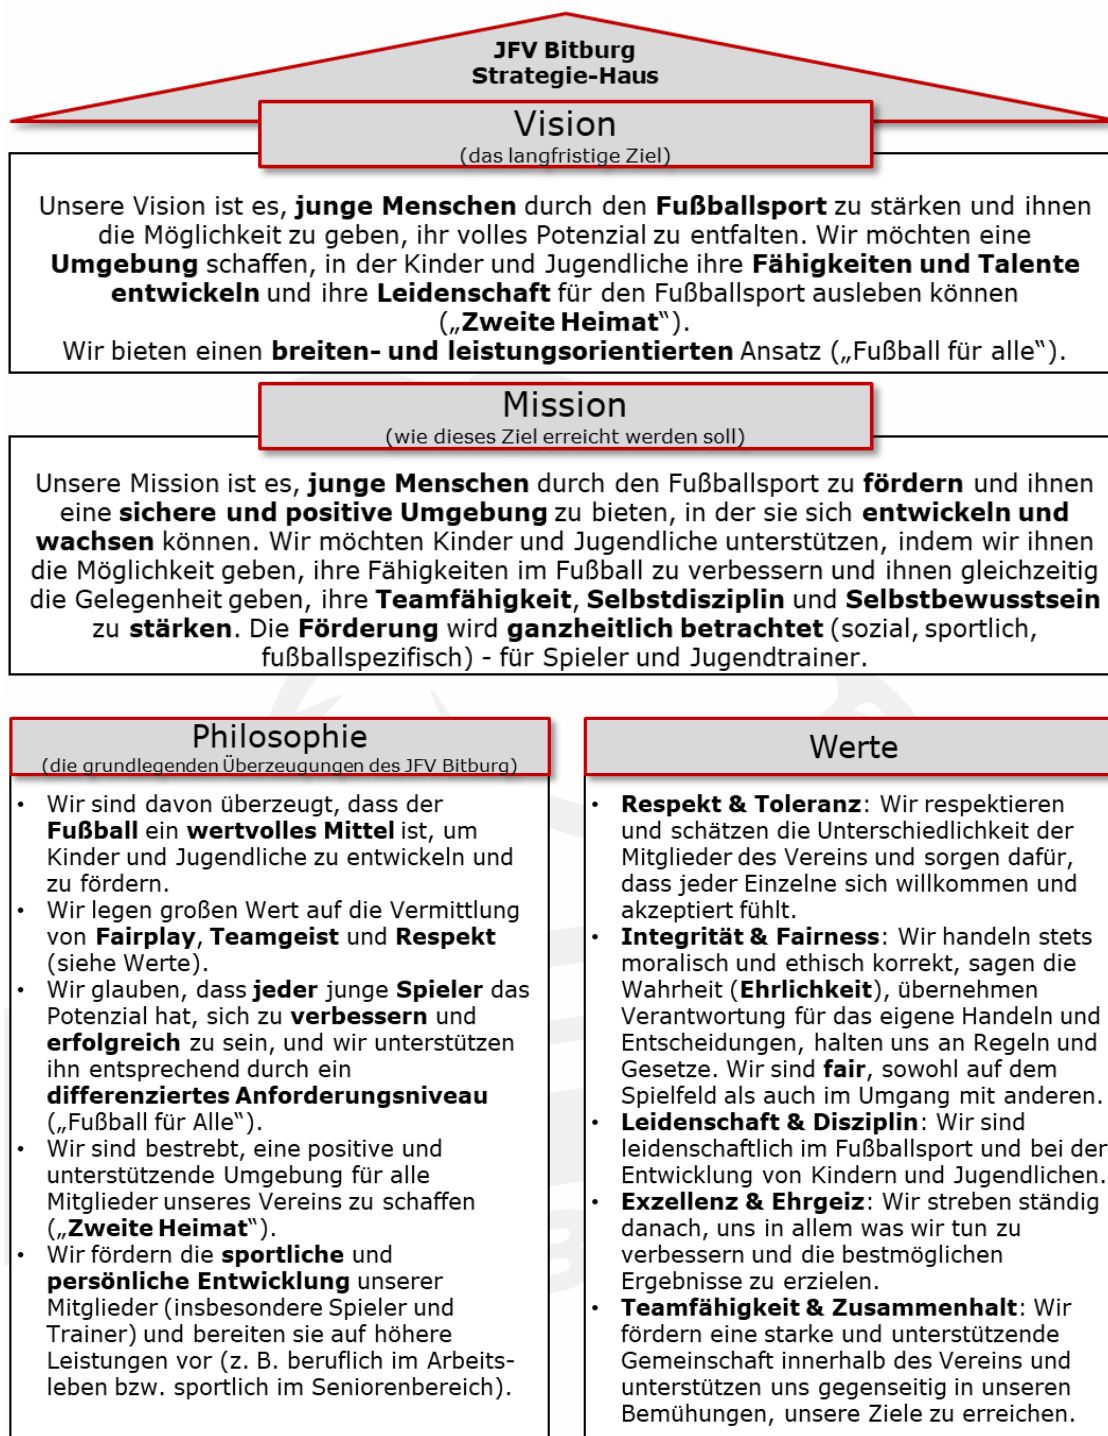 JFV Bitburg
Strategie-Haus
Vision
(das langfristige Ziel)
Unsere Vision ist es, junge Menschen durch den Fußballsport zu stärken und ihnen
die Möglichkeit zu geben, ihr volles Potenzial zu entfalten. Wir möchten eine
Umgebung schaffen, in der Kinder und Jugendliche ihre Fähigkeiten und Talente
entwickeln und ihre Leidenschaft für den Fußballsport ausleben können
(„Zweite Heimat“).
Wir bieten einen breiten- und leistungsorientierten Ansatz („Fußball für alle“).
Mission
(wie dieses Ziel erreicht werden soll)
Unsere Mission ist es, junge Menschen durch den Fußballsport zu fördern und ihnen
eine sichere und positive Umgebung zu bieten, in der sie sich entwickeln und
wachsen können. Wir möchten Kinder und Jugendliche unterstützen, indem wir ihnen
die Möglichkeit geben, ihre Fähigkeiten im Fußball zu verbessern und ihnen gleichzeitig
die Gelegenheit geben, ihre Teamfähigkeit, Selbstdisziplin und Selbstbewusstsein
zu stärken. Die Förderung wird ganzheitlich betrachtet (sozial, sportlich,
fußballspezifisch) - für Spieler und Jugendtrainer.
Philosophie
(die grundlegenden Überzeugungen des JFV Bitburg)
• Wir sind davon überzeugt, dass der
Fußball ein wertvolles Mittel ist, um
Kinder und Jugendliche zu entwickeln und
zu fördern.
• Wir legen großen Wert auf die Vermittlung
von Fairplay, Teamgeist und Respekt
(siehe Werte).
• Wir glauben, dass jeder junge Spieler das
Potenzial hat, sich zu verbessern und
erfolgreich zu sein, und wir unterstützen
ihn entsprechend durch ein
differenziertes Anforderungsniveau
(„Fußball für Alle“).
• Wir sind bestrebt, eine positive und
unterstützende Umgebung für alle
Mitglieder unseres Vereins zu schaffen
(„Zweite Heimat“).
• Wir fördern die sportliche und
persönliche Entwicklung unserer
Mitglieder (insbesondere Spieler und
Trainer) und bereiten sie auf höhere
Leistungen vor (z. B. beruflich im Arbeits-
leben bzw. sportlich im Seniorenbereich).
Werte
• Respekt & Toleranz: Wir respektieren
und schätzen die Unterschiedlichkeit der
Mitglieder des Vereins und sorgen dafür,
dass jeder Einzelne sich willkommen und
akzeptiert fühlt.
• Integrität & Fairness: Wir handeln stets
moralisch und ethisch korrekt, sagen die
Wahrheit (Ehrlichkeit), übernehmen
Verantwortung für das eigene Handeln und
Entscheidungen, halten uns an Regeln und
Gesetze. Wir sind fair, sowohl auf dem
Spielfeld als auch im Umgang mit anderen.
• Leidenschaft & Disziplin: Wir sind
leidenschaftlich im Fußballsport und bei der
Entwicklung von Kindern und Jugendlichen.
• Exzellenz & Ehrgeiz: Wir streben ständig
danach, uns in allem was wir tun zu
verbessern und die bestmöglichen
Ergebnisse zu erzielen.
• Teamfähigkeit & Zusammenhalt: Wir
fördern eine starke und unterstützende
Gemeinschaft innerhalb des Vereins und
unterstützen uns gegenseitig in unseren
Bemühungen, unsere Ziele zu erreichen.